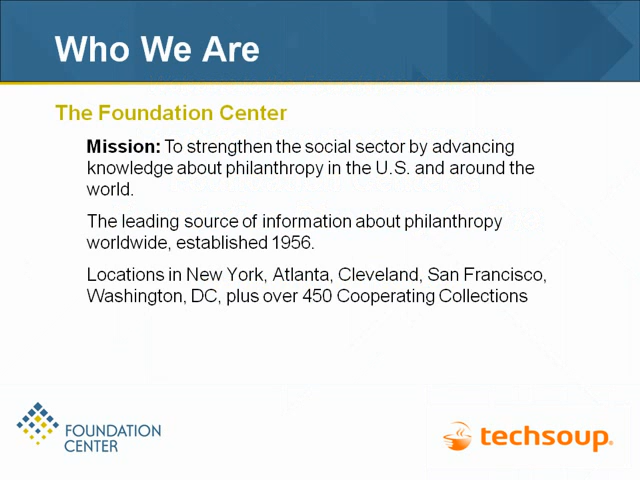 Who We Are
The Foundation Center
Mission: To strengthen the social sector by advancing
knowledge about philanthropy in the U.S. and around the
world.
The leading source of information about philanthropy
worldwide, established 1956.
Locations in New York, Atlanta, Cleveland, San Francisco,
Washington, DC, plus over 450 Cooperating Collections
FOUNDATION
CENTER
techsoup®